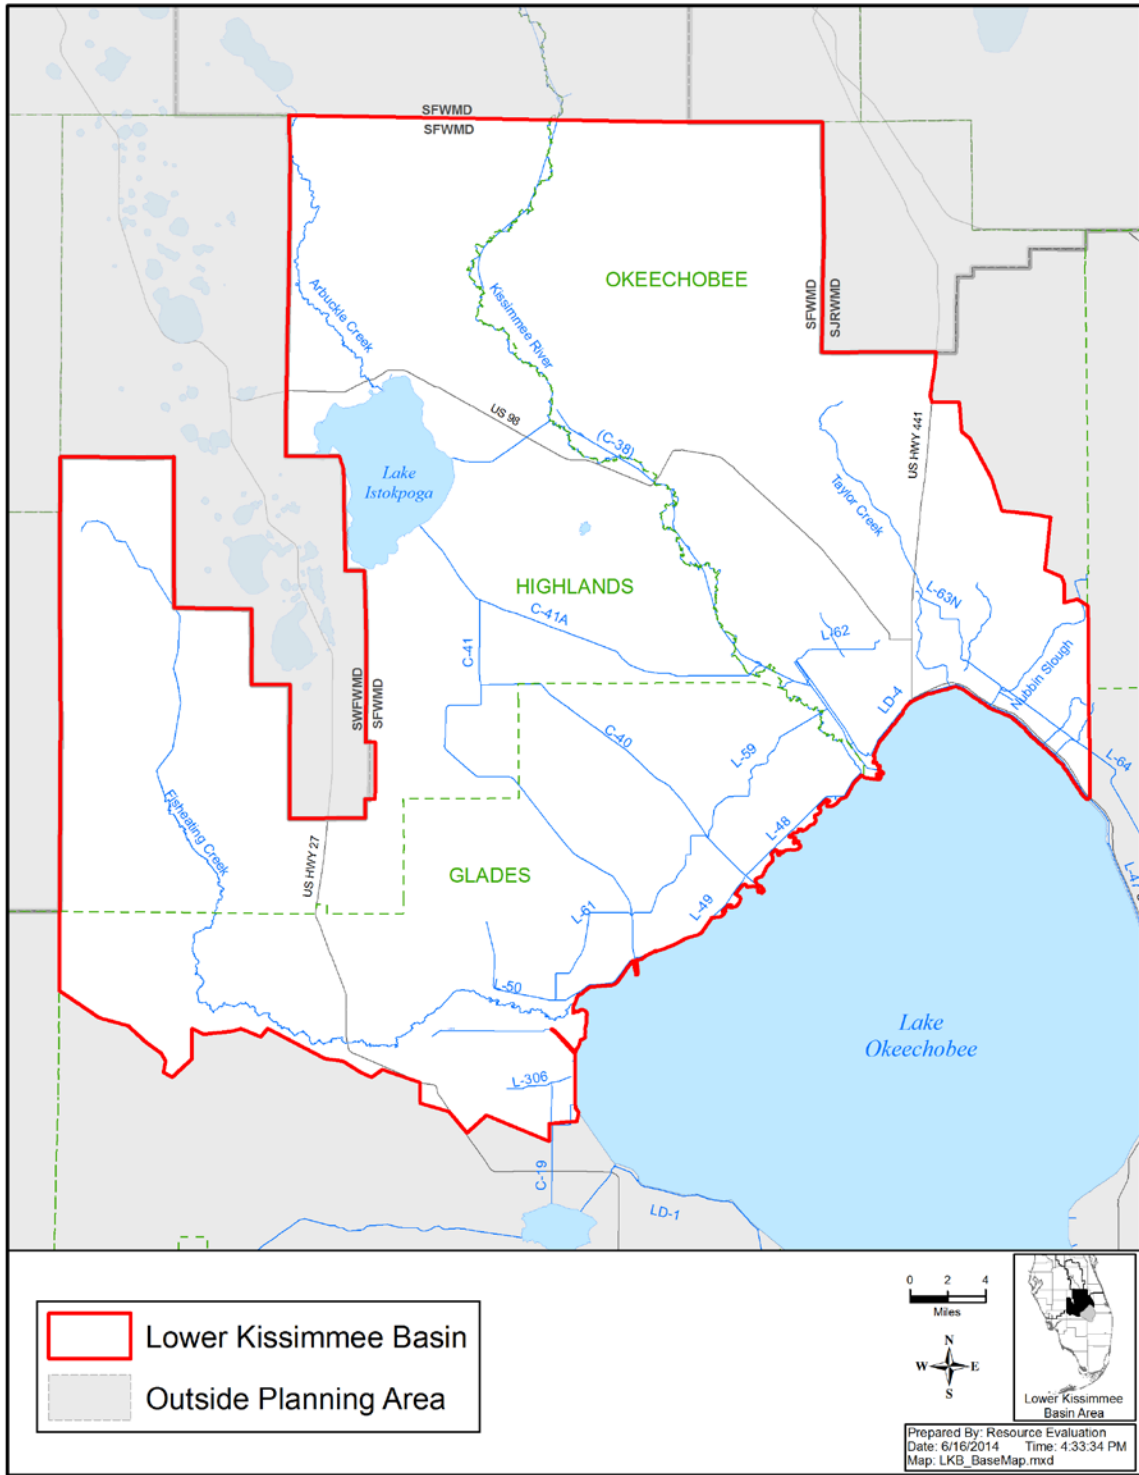 SFWMD
SFWMD
OKEECHOBEE
SFWMD
SJRWMD
Arbuckle Creek
Kissimmee River
US 98
(C-38)
US HWY 441
Lake
Istokpoga
Taylor Creek
HIGHLANDS
C-41A
C-41
L-63N
L-62
Nubbin Slough
LD-4
SWFWMD
SFWMD
C-40
L-59
L-64
Fisheating Creek
L-48
US HWY 27
GLADES
L-49
L-47
L-61
L-50
Lake
Okeechobee
L-306
C-19
LD-1
Lower Kissimmee Basin
Outside Planning Area
0 2 4
Miles
N
W E
S
Lower Kissimmee
Basin Area
Prepared By: Resource Evaluation
Date: 6/16/2014 Time: 4:33:34 PM
Map: LKB_BaseMap.mxd